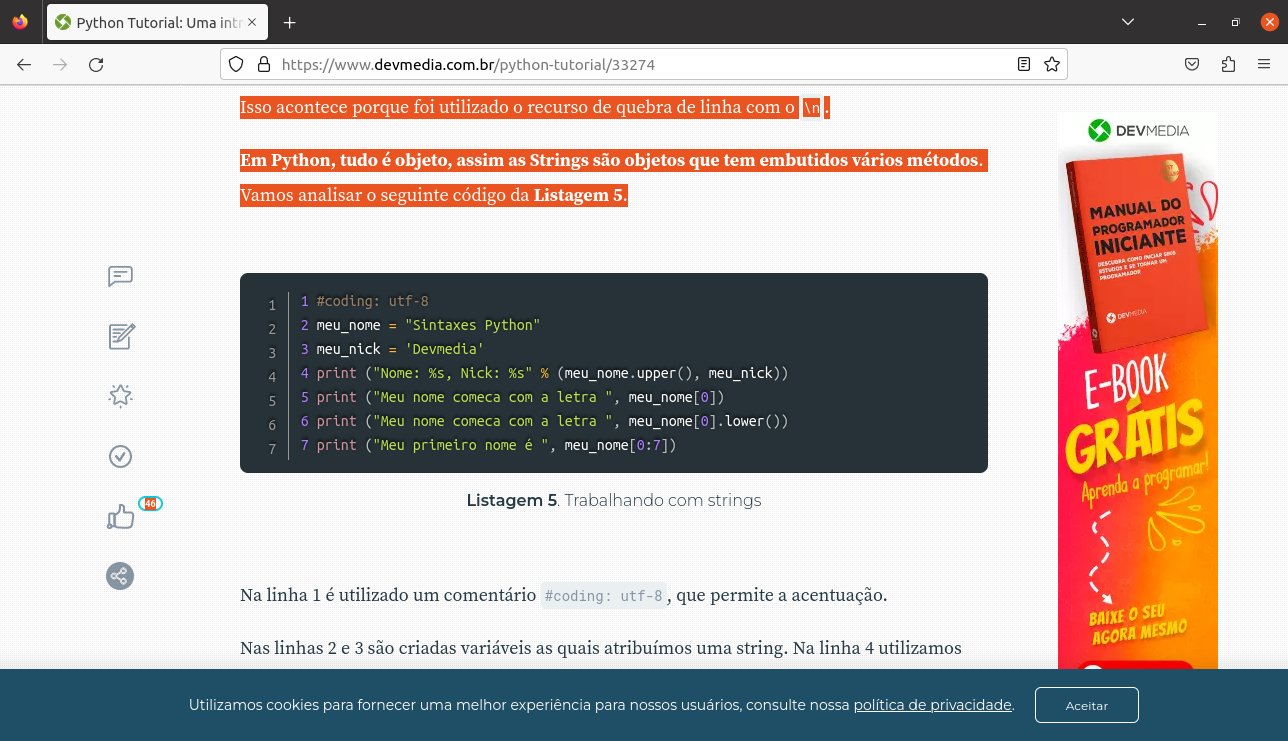 Python Tutorial: Uma intr
https://www.devmedia.com.br/python-tutorial/33274
Isso acontece porque foi utilizado o recurso de quebra de linha com o \n.
Em Python, tudo é objeto, assim as Strings são objetos que tem embutidos vários métodos.
Vamos analisar o seguinte código da Listagem 5.
1 1 #coding: utf-8
2 2 meu_nome = "Sintaxes Python"
3 3 meu_nick = 'Devmedia'
4 4 print ("Nome: %s, Nick: %s" % (meu_nome.upper(), meu_nick))
5 5 print ("Meu nome comeca com a letra ", meu_nome[0])
6 6 print ("Meu nome comeca com a letra ", meu_nome[0].lower())
7 7 print ("Meu primeiro nome é ", meu_nome[0:7])
Listagem 5. Trabalhando com strings
46
Na linha 1 é utilizado um comentário #coding: utf-8, que permite a acentuação.
Nas linhas 2 e 3 são criadas variáveis as quais atribuímos uma string. Na linha 4 utilizamos
DEVMEDIA
MANUAL DO
PROGRAMADOR
INICIANTE
DESCUBRA COMO INICIAR SEUS
ESTUDOS E SE TORNAR UM
PROGRAMADOR
DEVMEDIA
E-BOOK
GRÁTIS
Aprenda a programar!
BAIXE O SEU
AGORA MESMO
Utilizamos cookies para fornecer uma melhor experiência para nossos usuários, consulte nossa política de privacidade.
Aceitar